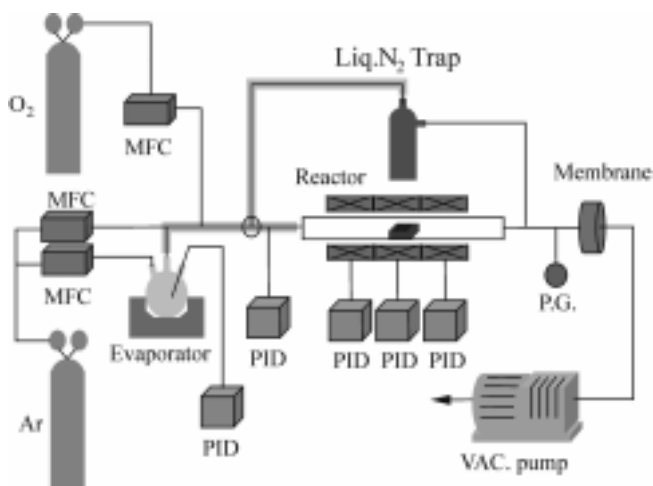 Liq.N₂ Trap
O₂
MFC
Reactor
Membrane
MFC
MFC
P.G.
Evaporator
PID
PID PID PID
Ar
PID
VAC. pump